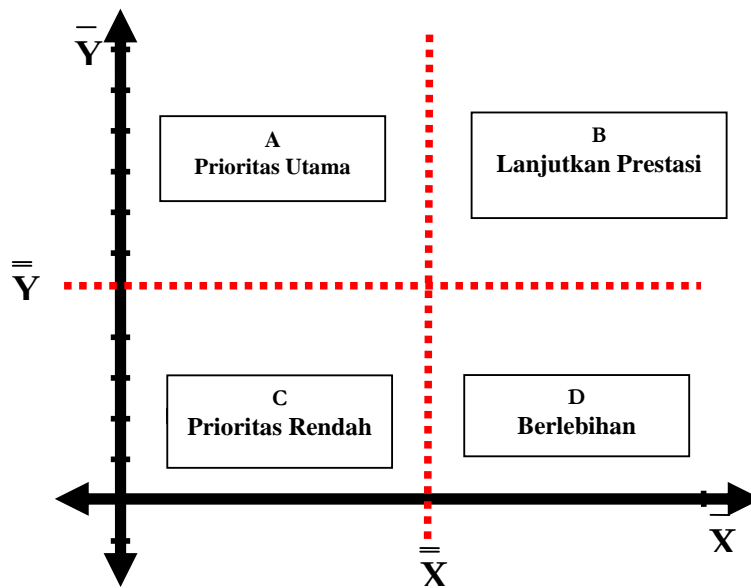 Y̅
A
Prioritas Utama
B
Lanjutkan Prestasi
Y̿
C
Prioritas Rendah
D
Berlebihan
X̅
X̿